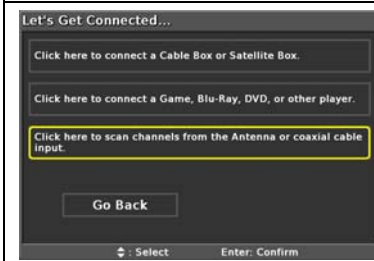 Let's Get Connected...
Click here to connect a Cable Box or Satellite Box.
Click here to connect a Game, Blu-Ray, DVD, or other player.
Click here to scan channels from the Antenna or coaxial cable
input.
Go Back
: Select Enter: Confirm